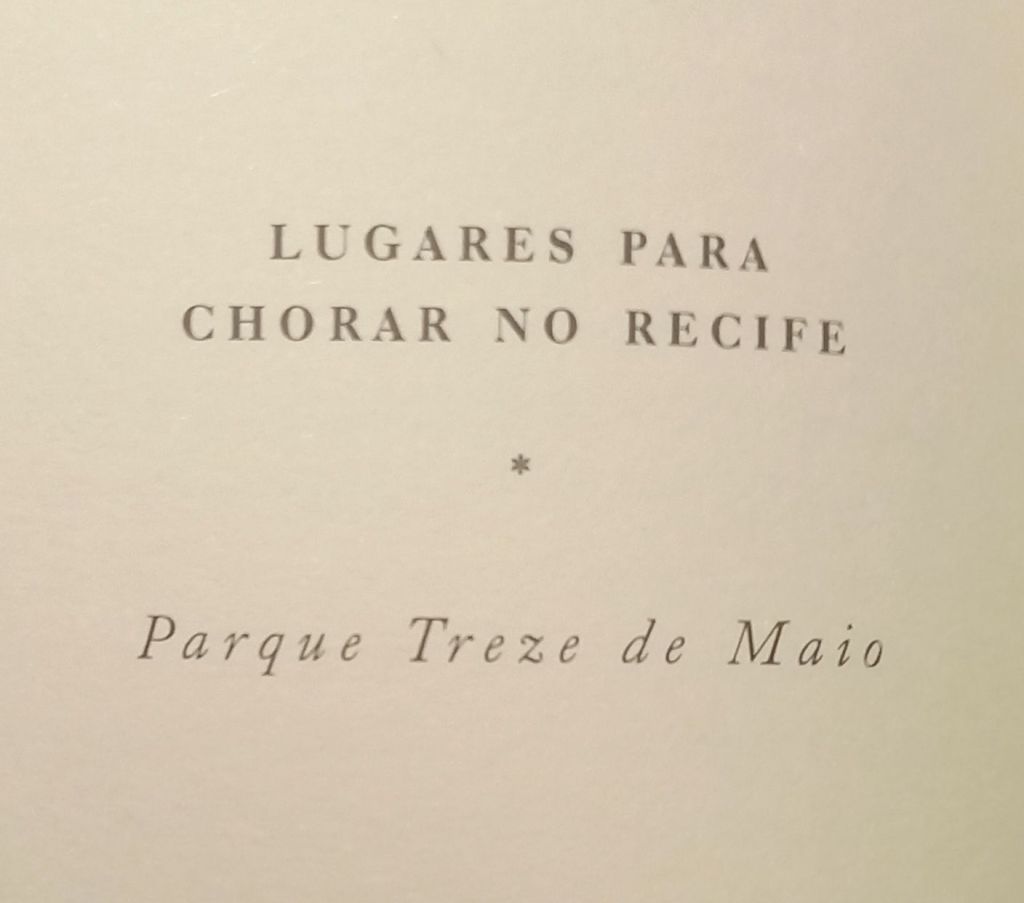 LUGARES PARA
CHORAR NO RECIFE
*
Parque Treze de Maio